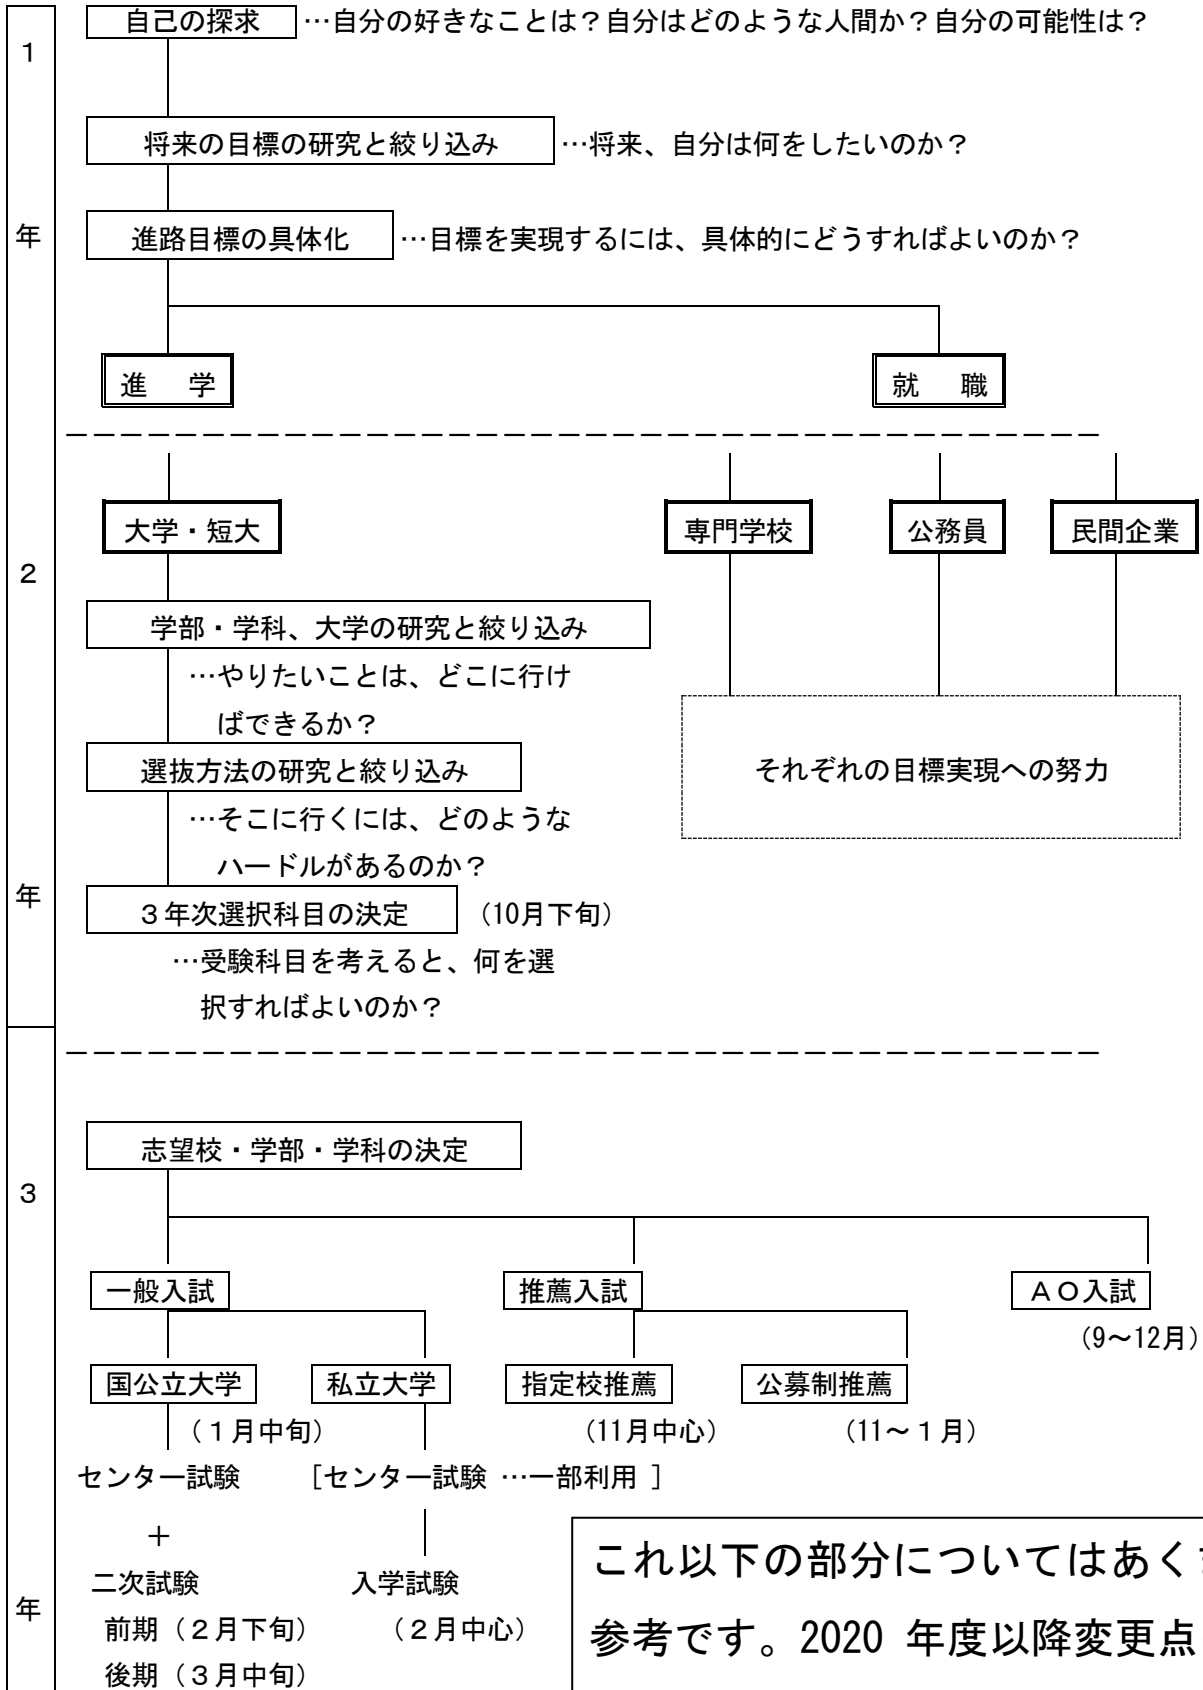 1
年
自己の探求 …自分の好きなことは？自分はどのような人間か？自分の可能性は？
将来の目標の研究と絞り込み …将来、自分は何をしたいのか？
進路目標の具体化 …目標を実現するには、具体的にどうすればよいのか？
進　学 就　職
2
年
大学・短大 専門学校 公務員 民間企業
学部・学科、大学の研究と絞り込み
…やりたいことは、どこに行け
ばできるか？
選抜方法の研究と絞り込み
それぞれの目標実現への努力
…そこに行くには、どのような
ハードルがあるのか？
３年次選択科目の決定 （10月下旬）
…受験科目を考えると、何を選
択すればよいのか？
3
年
志望校・学部・学科の決定
一般入試 推薦入試 ＡＯ入試
（9～12月）
国公立大学 私立大学 指定校推薦 公募制推薦
（１月中旬） （11月中心） （11～１月）
センター試験 ［センター試験 …一部利用 ］
＋
二次試験 入学試験
前期（２月下旬） （２月中心）
後期（３月中旬）
これ以下の部分についてはあく
参考です。2020 年度以降変更点